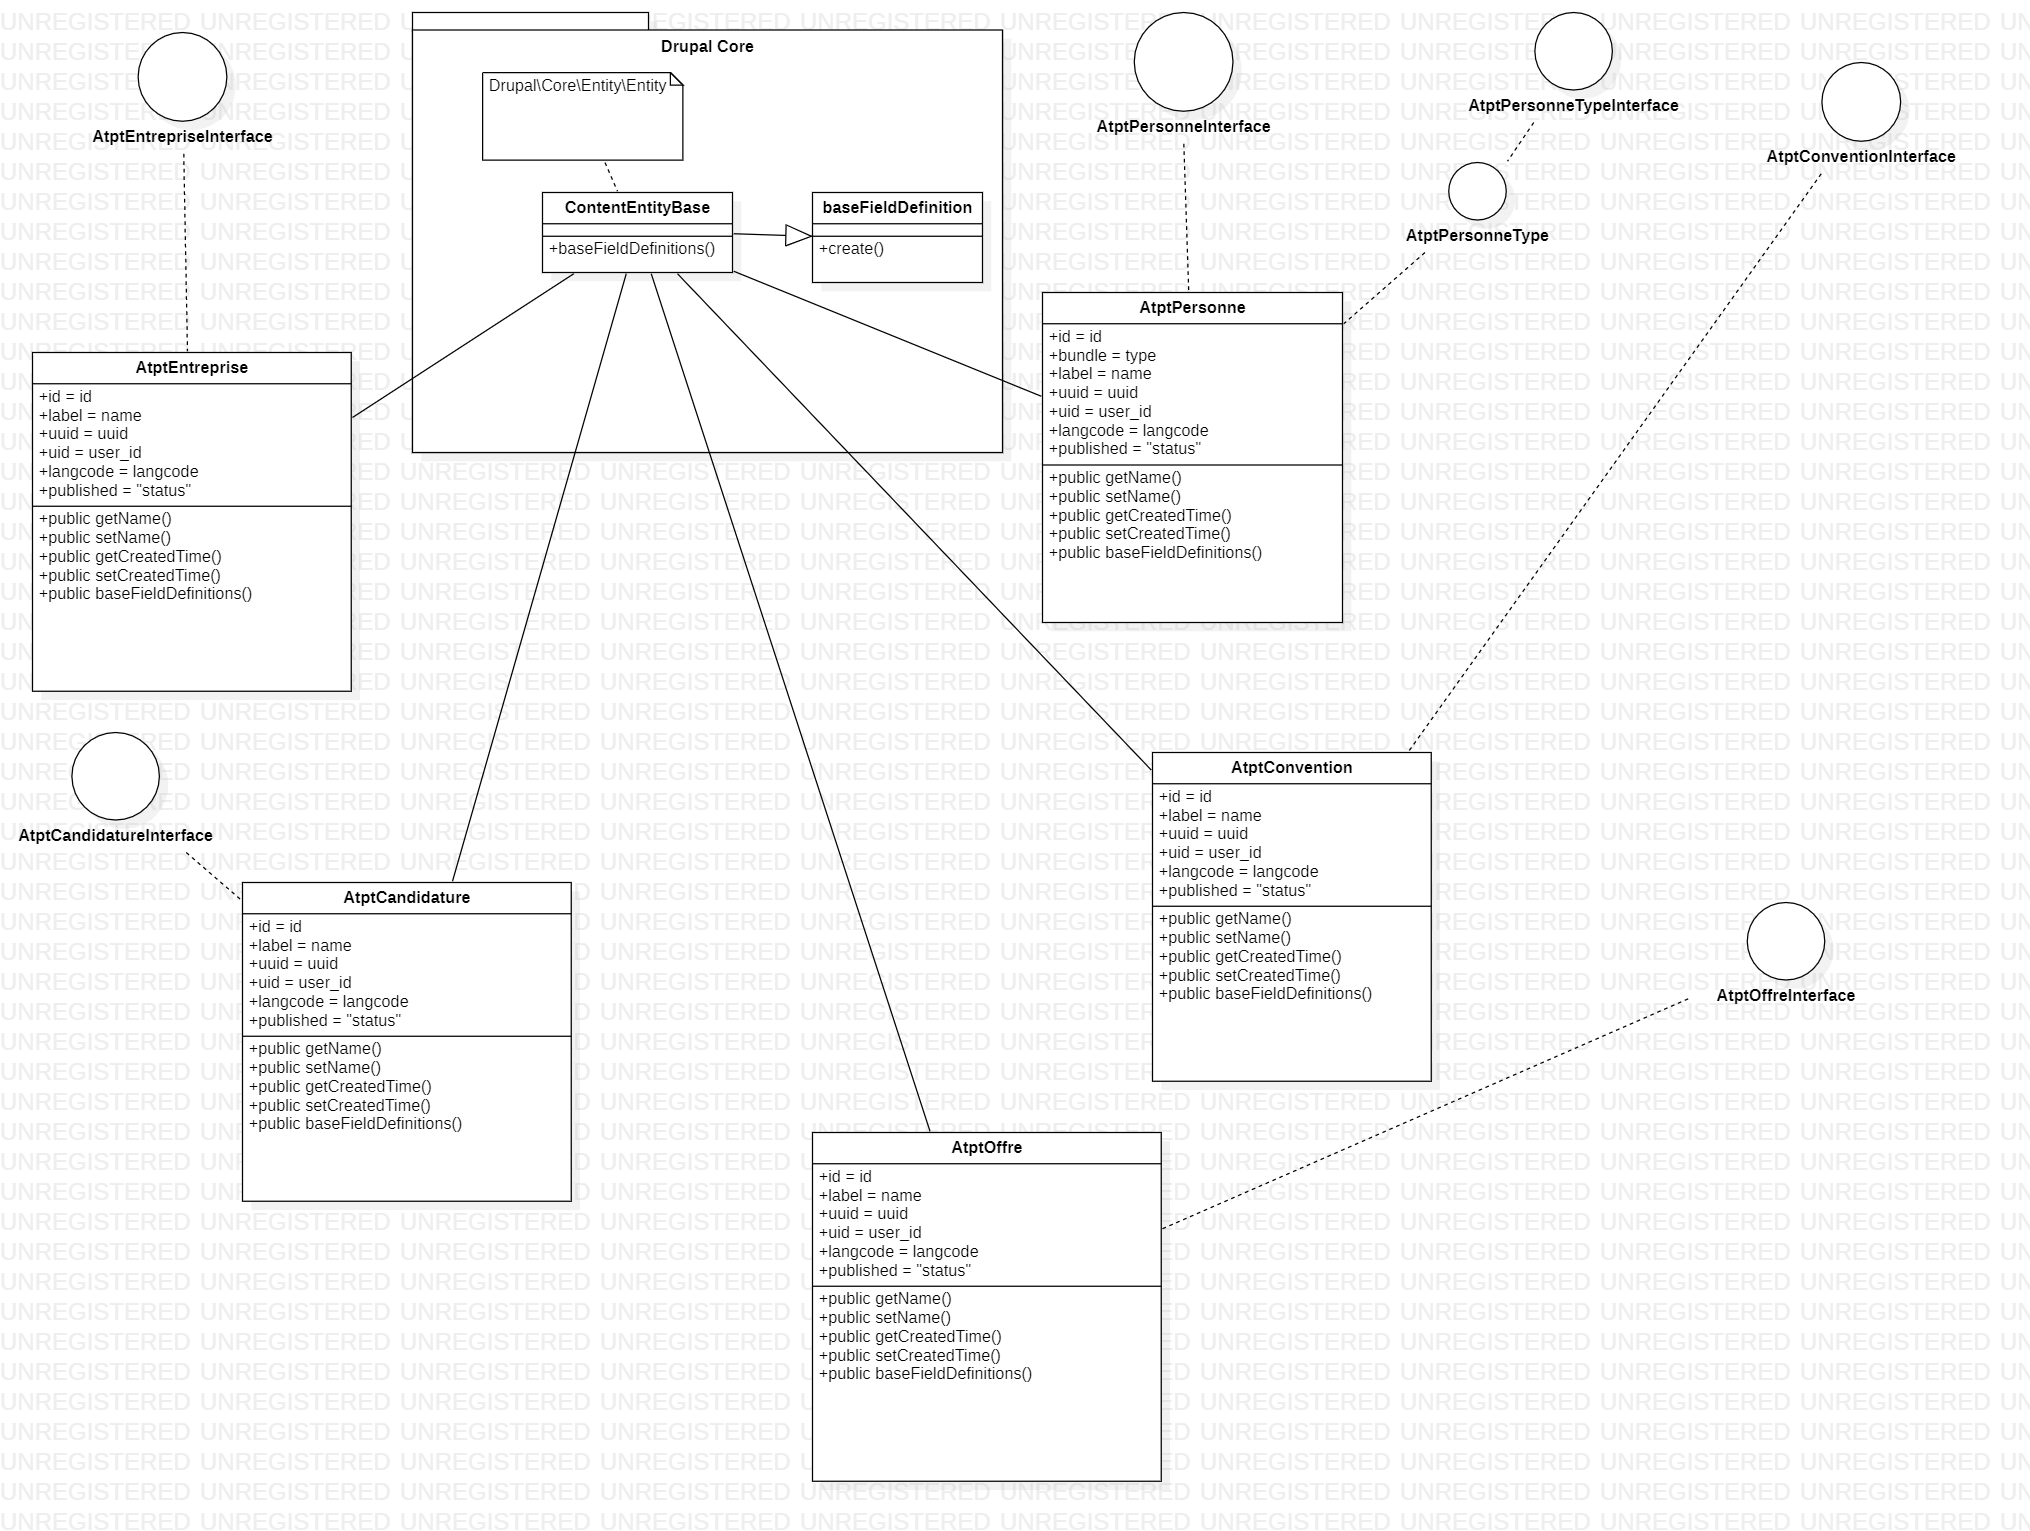 Drupal Core
Drupal\Core\Entity\Entity
ContentEntityBase
+baseFieldDefinitions()
baseFieldDefinition
+create()
AtptEntrepriseInterface
AtptPersonneInterface
AtptPersonneTypeInterface
AtptConventionInterface
AtptPersonneType
AtptEntreprise
+id = id
+label = name
+uuid = uuid
+uid = user_id
+langcode = langcode
+published = "status"
+public getName()
+public setName()
+public getCreatedTime()
+public setCreatedTime()
+public baseFieldDefinitions()
AtptPersonne
+id = id
+bundle = type
+label = name
+uuid = uuid
+uid = user_id
+langcode = langcode
+published = "status"
+public getName()
+public setName()
+public getCreatedTime()
+public setCreatedTime()
+public baseFieldDefinitions()
AtptCandidatureInterface
AtptCandidature
+id = id
+label = name
+uuid = uuid
+uid = user_id
+langcode = langcode
+published = "status"
+public getName()
+public setName()
+public getCreatedTime()
+public setCreatedTime()
+public baseFieldDefinitions()
AtptConvention
+id = id
+label = name
+uuid = uuid
+uid = user_id
+langcode = langcode
+published = "status"
+public getName()
+public setName()
+public getCreatedTime()
+public setCreatedTime()
+public baseFieldDefinitions()
AtptOffreInterface
AtptOffre
+id = id
+label = name
+uuid = uuid
+uid = user_id
+langcode = langcode
+published = "status"
+public getName()
+public setName()
+public getCreatedTime()
+public setCreatedTime()
+public baseFieldDefinitions()
UNREGISTERED